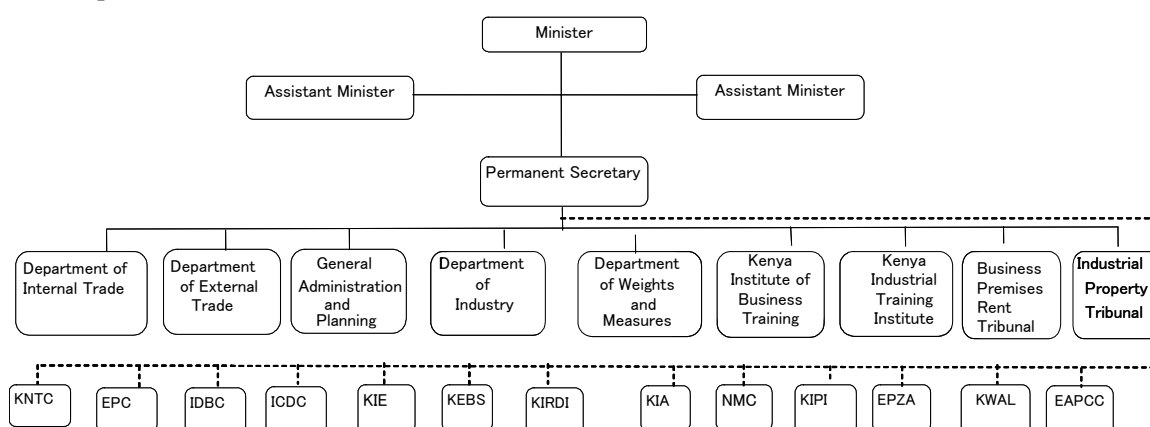 Minister
Assistant Minister
Assistant Minister
Permanent Secretary
Department of
Internal Trade
Department
of External
Trade
General
Administration
and
Planning
Department
of
Industry
Department
of Weights
and
Measures
Kenya
Institute of
Business
Training
Kenya
Industrial
Training
Institute
Business
Premises
Rent
Tribunal
Industrial
Property
Tribunal
KNTC
EPC
IDBC
ICDC
KIE
KEBS
KIRDI
KIA
NMC
KIPI
EPZA
KWAL
EAPCC